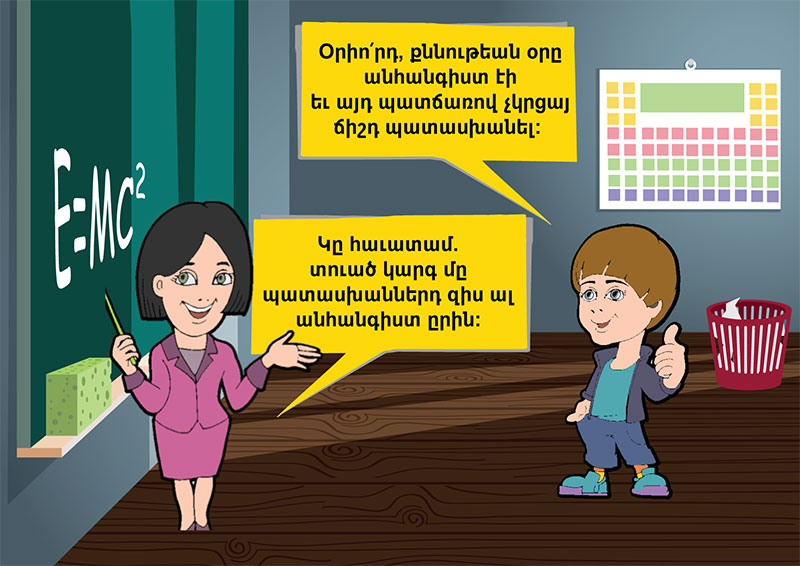 Օրիո՛րդ, քննութեան օրը
անհանգիստ էի
եւ այդ պատճառով չկրցայ
ճիշդ պատասխանել:
E=MC²
Կը հաւատամ.
տուած կարգ մը
պատասխաններդ զիս ալ
անհանգիստ ըրին: